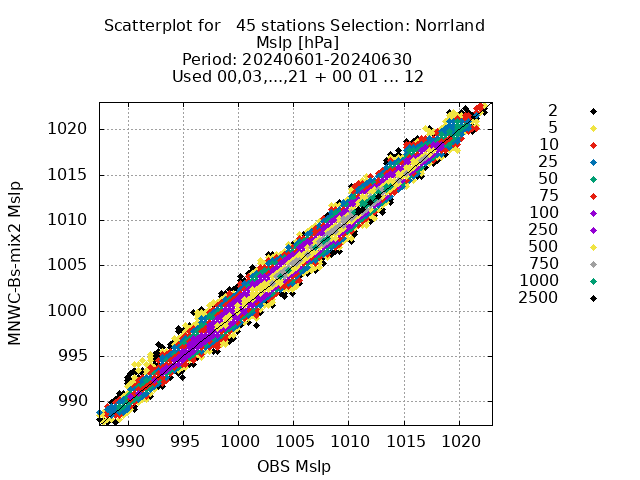 Scatterplot for   45 stations Selection: Norrland
Mslp [hPa]
Period: 20240601-20240630
Used 00,03,...,21 + 00 01 ... 12
MNWC-Bs-mix2 Mslp
1020
1015
1010
1005
1000
995
990
990 995 1000 1005 1010 1015 1020
OBS Mslp
2
5
10
25
50
75
100
250
500
750
1000
2500